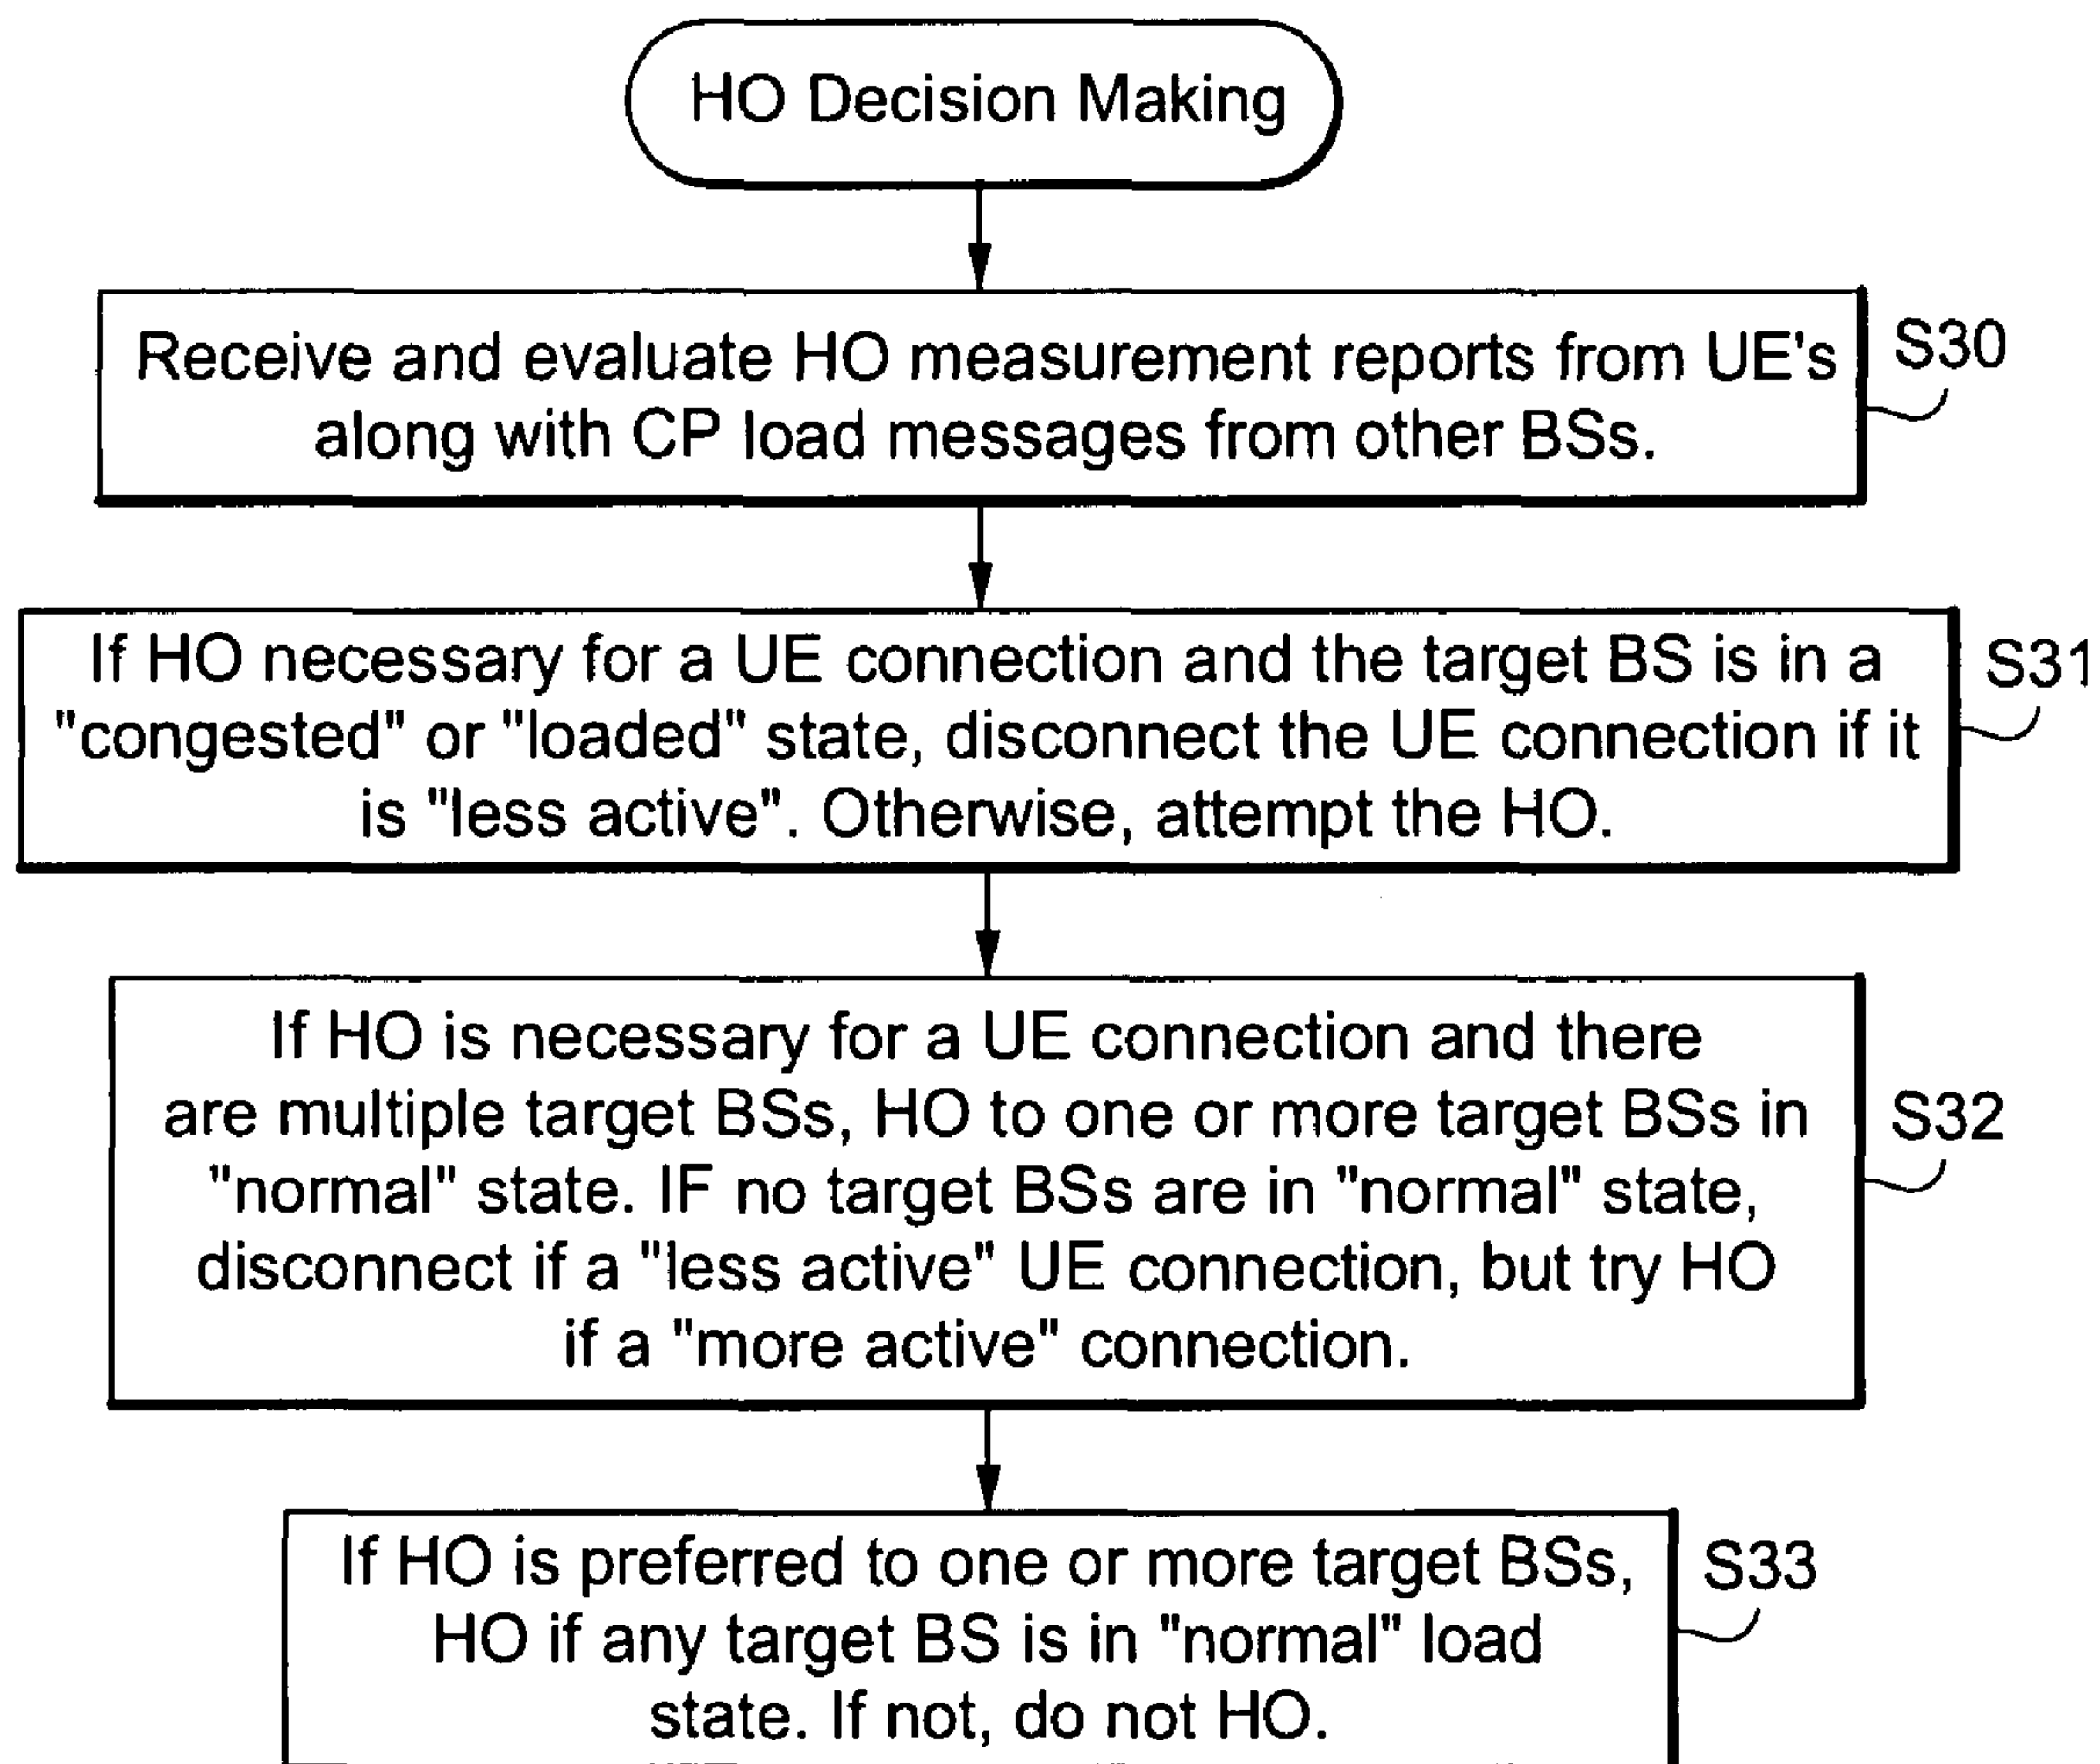 HO Decision Making
Receive and evaluate HO measurement reports from UE's
along with CP load messages from other BSs.
S30
If HO necessary for a UE connection and the target BS is in a
"congested" or "loaded" state, disconnect the UE connection if it
is "less active". Otherwise, attempt the HO.
S31
If HO is necessary for a UE connection and there
are multiple target BSs, HO to one or more target BSs in
"normal" state. IF no target BSs are in "normal" state,
disconnect if a "less active" UE connection, but try HO
if a "more active" connection.
S32
If HO is preferred to one or more target BSs,
HO if any target BS is in "normal" load
state. If not, do not HO.
S33